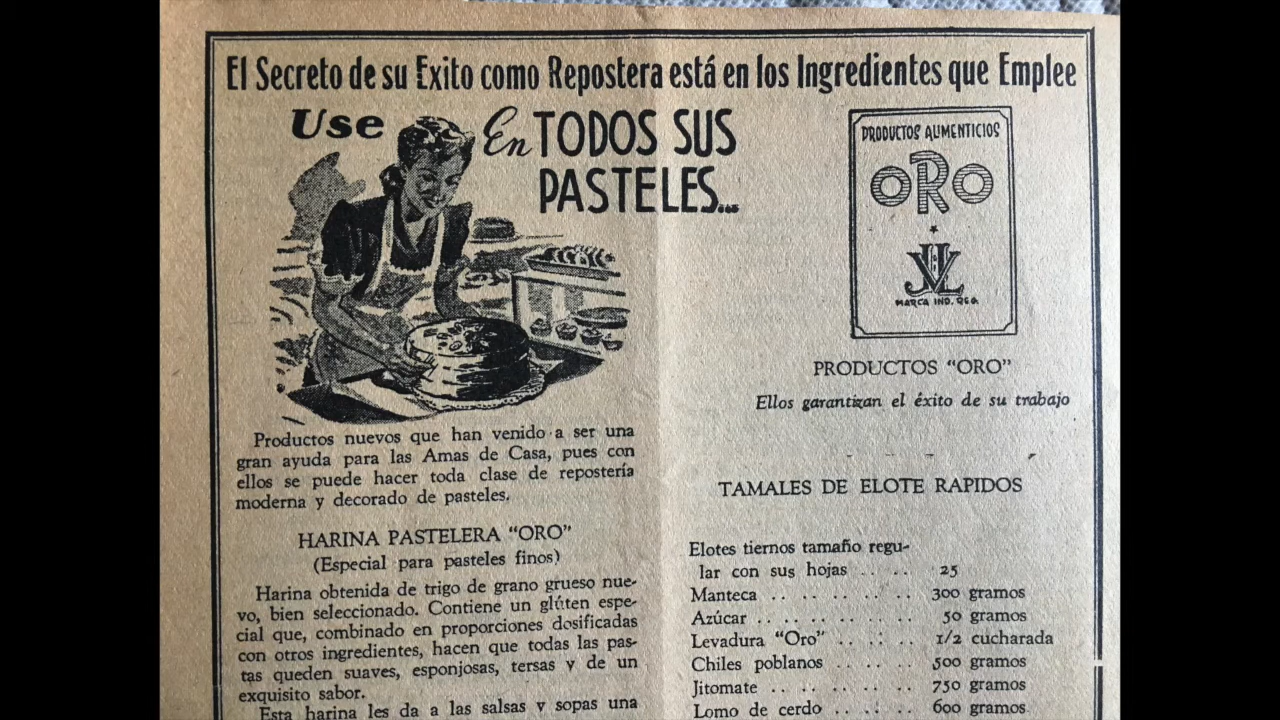 El Secreto de su Exito como Repostera está en los Ingredientes que Emplee
Use En TODOS SUS
PASTELES...
PRODUCTOS ALIMENTICIOS
ORO
JVL
MARCA IND. RGO.
PRODUCTOS "ORO"
Ellos garantizan el éxito de su trabajo
Productos nuevos que han venido a ser una
gran ayuda para las Amas de Casa, pues con
ellos se puede hacer toda clase de repostería
moderna y decorado de pasteles.
HARINA PASTELERA "ORO"
(Especial para pasteles finos)
Harina obtenida de trigo de grano grueso nue-
vo, bien seleccionado. Contiene un glúten espe-
cial que, combinado en proporciones dosificadas
con otros ingredientes, hacen que todas las pas-
tas queden suaves, esponjosas, tersas y de un
exquisito sabor.
Esta harina les da a las salsas y sopas una
TAMALES DE ELOTE RAPIDOS
Elotes tiernos tamaño regu-
lar con sus hojas .. .. 25
Manteca .. .. .. .. .. 300 gramos
Azúcar .. .. .. .. .. 50 gramos
Levadura "Oro" .. .. .. 1/2 cucharada
Chiles poblanos .. .. .. 500 gramos
Jitomate .. .. .. .. .. 750 gramos
Lomo de cerdo .. .. .. 600 gramos